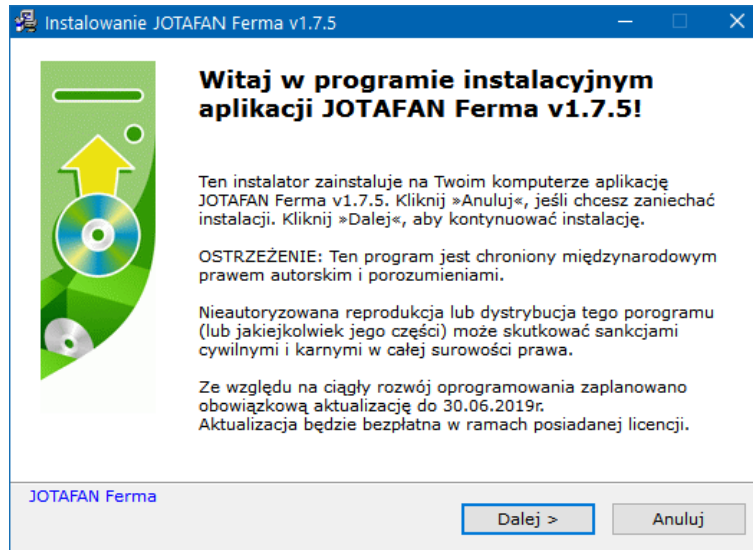 Instalowanie JOTAFAN Ferma v1.7.5
Witaj w programie instalacyjnym
aplikacji JOTAFAN Ferma v1.7.5!
Ten instalator zainstaluje na Twoim komputerze aplikację
JOTAFAN Ferma v1.7.5. Kliknij »Anuluj«, jeśli chcesz zaniechać
instalacji. Kliknij »Dalej«, aby kontynuować instalację.
OSTRZEŻENIE: Ten program jest chroniony międzynarodowym
prawem autorskim i porozumieniami.
Nieautoryzowana reprodukcja lub dystrybucja tego porogramu
(lub jakiejkolwiek jego części) może skutkować sankcjami
cywilnymi i karnymi w całej surowości prawa.
Ze względu na ciągły rozwój oprogramowania zaplanowano
obowiązkową aktualizację do 30.06.2019r.
Aktualizacja będzie bezpłatna w ramach posiadanej licencji.
JOTAFAN Ferma
Dalej >
Anuluj